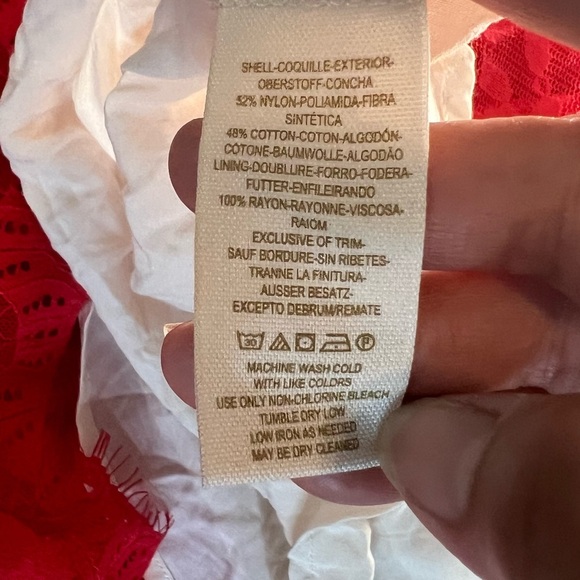 SHELL-COQUILLE-EXTERIOR-
OBERSTOFF-CONCHA
52% NYLON-POLIAMIDA-FIBRA
SINTÉTICA
48% COTTON-COTON-ALGODÓN-
COTONE-BAUMWOLLE-ALGODÃO
LINING-DOUBLURE-FORRO-FODERA-
FUTTER-ENFILEIRANDO
100% RAYON-RAYONNE-VISCOSA-
RAIOM
EXCLUSIVE OF TRIM-
SAUF BORDURE-SIN RIBETES-
TRANNE LA FINITURA-
AUSSER BESATZ-
EXCEPTO DEBRUM/REMATE
30 P
MACHINE WASH COLD
WITH LIKE COLORS
USE ONLY NON-CHLORINE BLEACH
TUMBLE DRY LOW
LOW IRON AS NEEDED
MAY BE DRY CLEANED